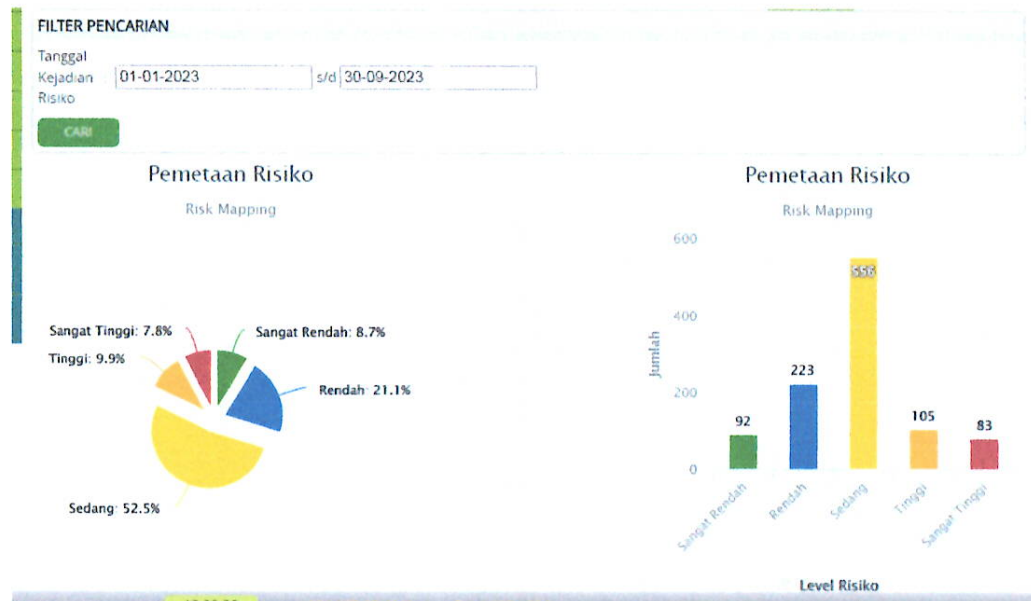 FILTER PENCARIAN
Tanggal
Kejadian : 01-01-2023 s/d 30-09-2023
Risiko
CARI
Pemetaan Risiko
Risk Mapping
Sangat Tinggi: 7.8%
Sangat Rendah: 8.7%
Tinggi: 9.9%
Rendah: 21.1%
Sedang: 52.5%
Pemetaan Risiko
Risk Mapping
600
400
200
0
Jumlah
92
223
556
105
83
Sangat Rendah
Rendah
Sedang
Tinggi
Sangat Tinggi
Level Risiko